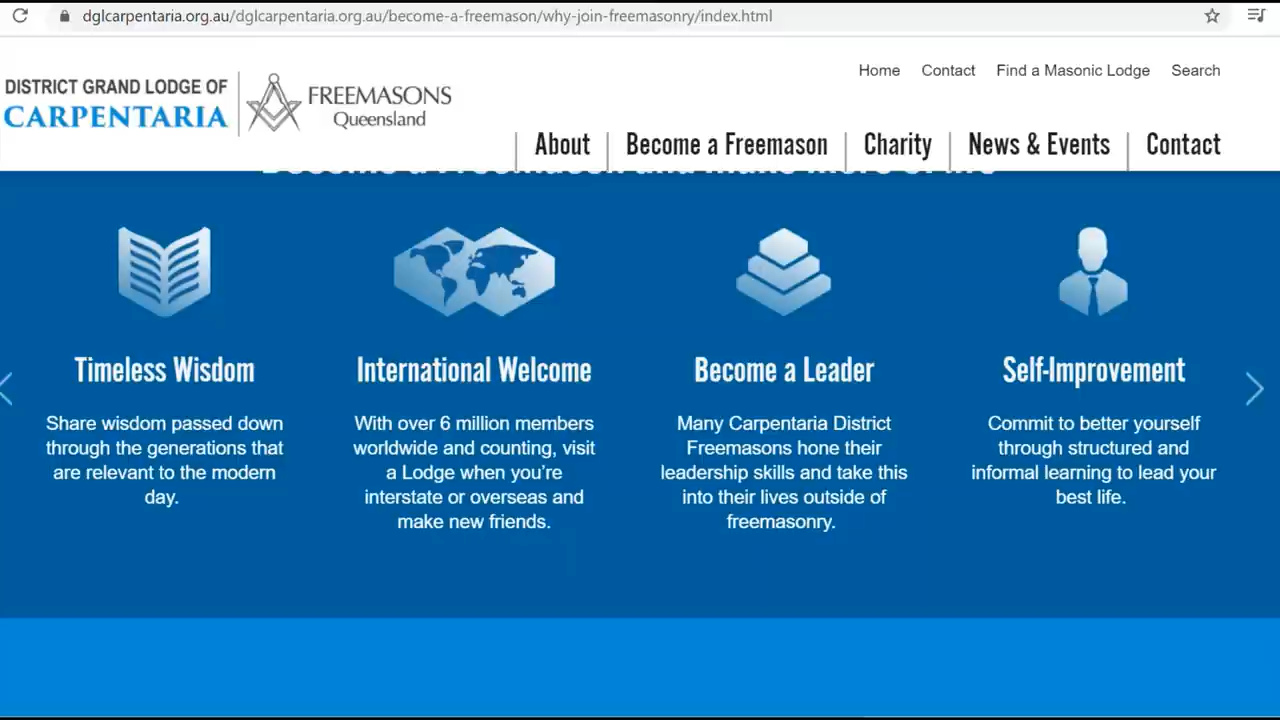 dglcarpentaria.org.au/dglcarpentaria.org.au/become-a-freemason/why-join-freemasonry/index.html
Home Contact Find a Masonic Lodge Search
DISTRICT GRAND LODGE OF
CARPENTARIA
FREEMASONS
Queensland
About Become a Freemason Charity News & Events Contact
Timeless Wisdom
Share wisdom passed down
through the generations that
are relevant to the modern
day.
International Welcome
With over 6 million members
worldwide and counting, visit
a Lodge when you're
interstate or overseas and
make new friends.
Become a Leader
Many Carpentaria District
Freemasons hone their
leadership skills and take this
into their lives outside of
freemasonry.
Self-Improvement
Commit to better yourself
through structured and
informal learning to lead your
best life.